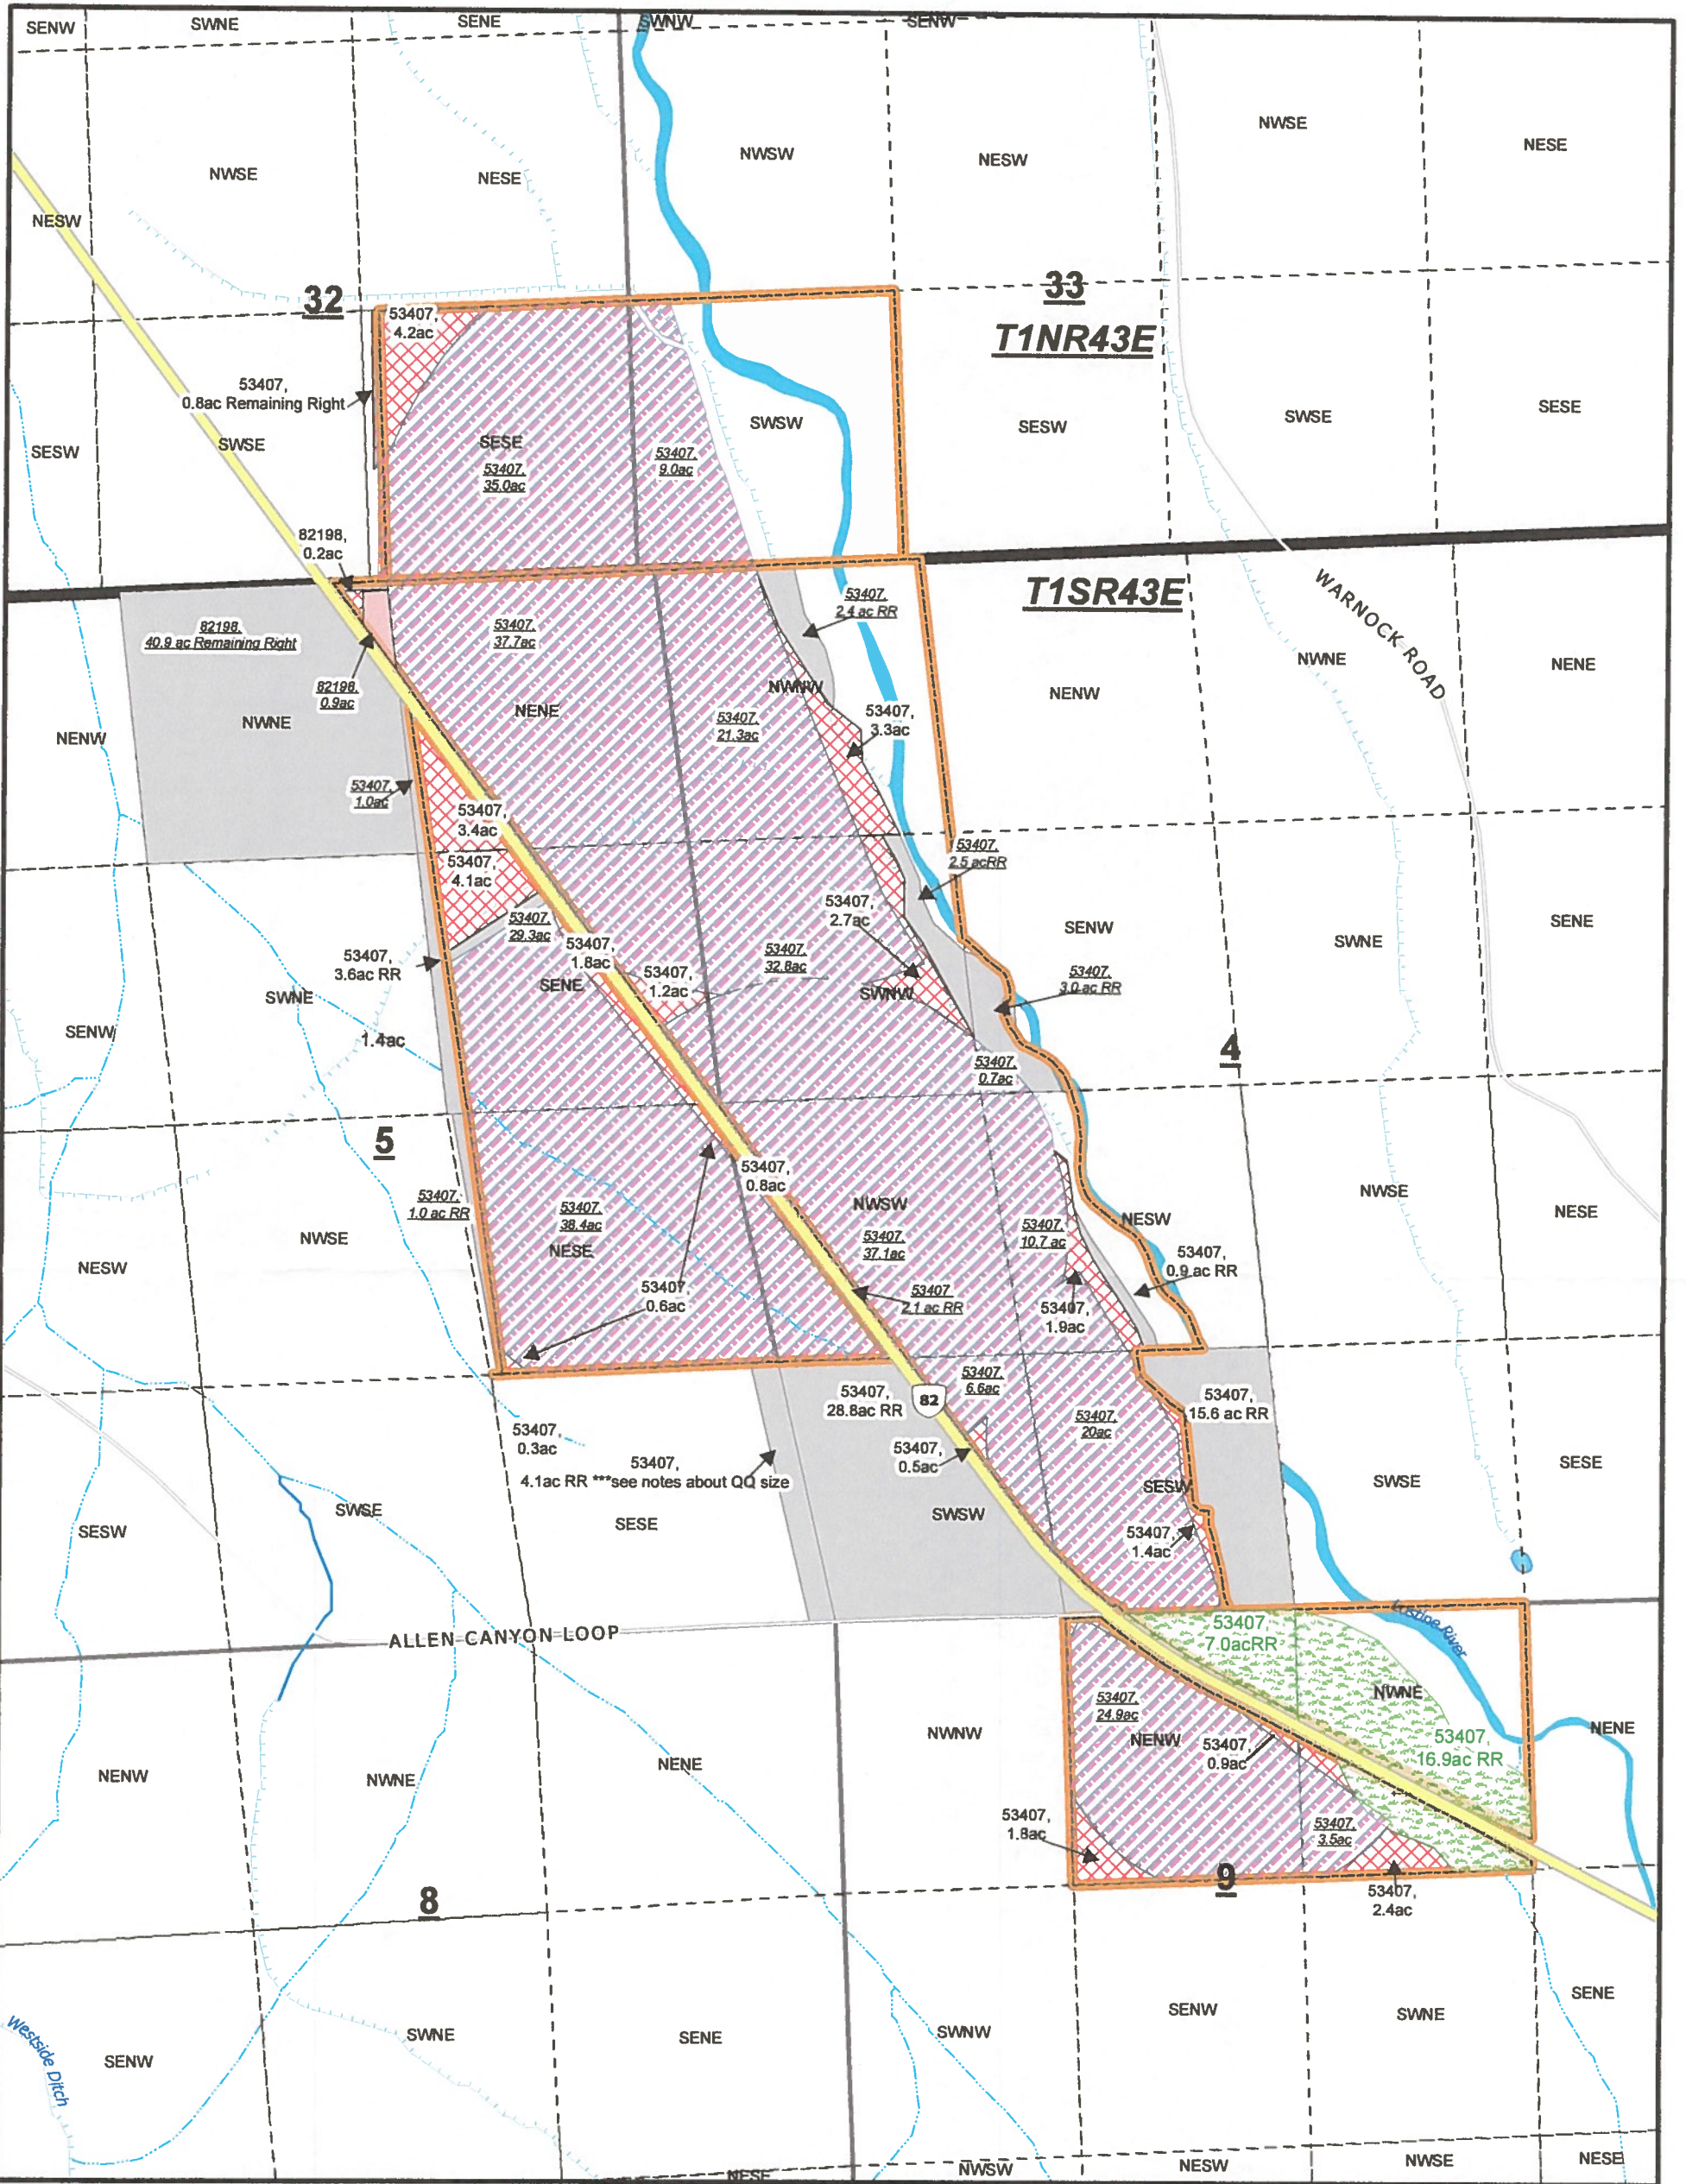 SENW
SWNE
SENE
SWNW
SENW
NWSE
NESE
NWSW
NESW
NWSE
NESE
NESW
32
33
T1NR43E
53407,
4.2ac
53407,
0.8ac Remaining Right
SESW
SWSE
SESE
53407,
35.0ac
53407,
9.0ac
SWSW
SESW
SWSE
SESE
82198,
0.2ac
T1SR43E
WARNOCK ROAD
82198,
40.9 ac Remaining Right
53407,
37.7ac
53407,
2.4 ac RR
82198,
0.9ac
NENW
NWNE
NENE
NWNW
NENW
NWNE
NENE
53407,
21.3ac
53407,
3.3ac
53407,
1.0ac
53407,
3.4ac
53407,
4.1ac
53407,
2.5 acRR
53407,
29.3ac
53407,
2.7ac
53407,
1.8ac
53407,
32.8ac
SENW
SWNE
SENE
53407,
3.6ac RR
SENE
53407,
1.2ac
SWNW
53407,
3.0 ac RR
SWNE
SENW
1.4ac
4
53407,
0.7ac
5
53407,
0.8ac
53407,
1.0 ac RR
53407,
38.4ac
NWSW
NWSE
NESE
NESW
NWSE
NESE
53407,
37.1ac
53407,
10.7 ac
NESW
53407,
0.9 ac RR
53407,
0.6ac
53407
2.1 ac RR
53407,
1.9ac
53407,
28.8ac RR
82
53407,
6.6ac
53407,
15.6 ac RR
53407,
20ac
53407,
0.3ac
53407,
0.5ac
53407,
4.1ac RR ***see notes about QQ size
SESW
SWSE
SESE
SWSW
SESW
SWSE
SESE
53407,
1.4ac
ALLEN CANYON LOOP
Lostine River
53407,
7.0acRR
53407,
24.9ac
NWNE
NENW
NWNE
NENE
NWNW
NENW
53407,
0.9ac
53407,
16.9ac RR
NENE
53407,
1.8ac
53407,
3.5ac
9
53407,
2.4ac
8
Westside Ditch
SENW
SWNE
SENE
SWNW
SENW
SWNE
SENE
NESE
NWSW
NESW
NWSE
NESE